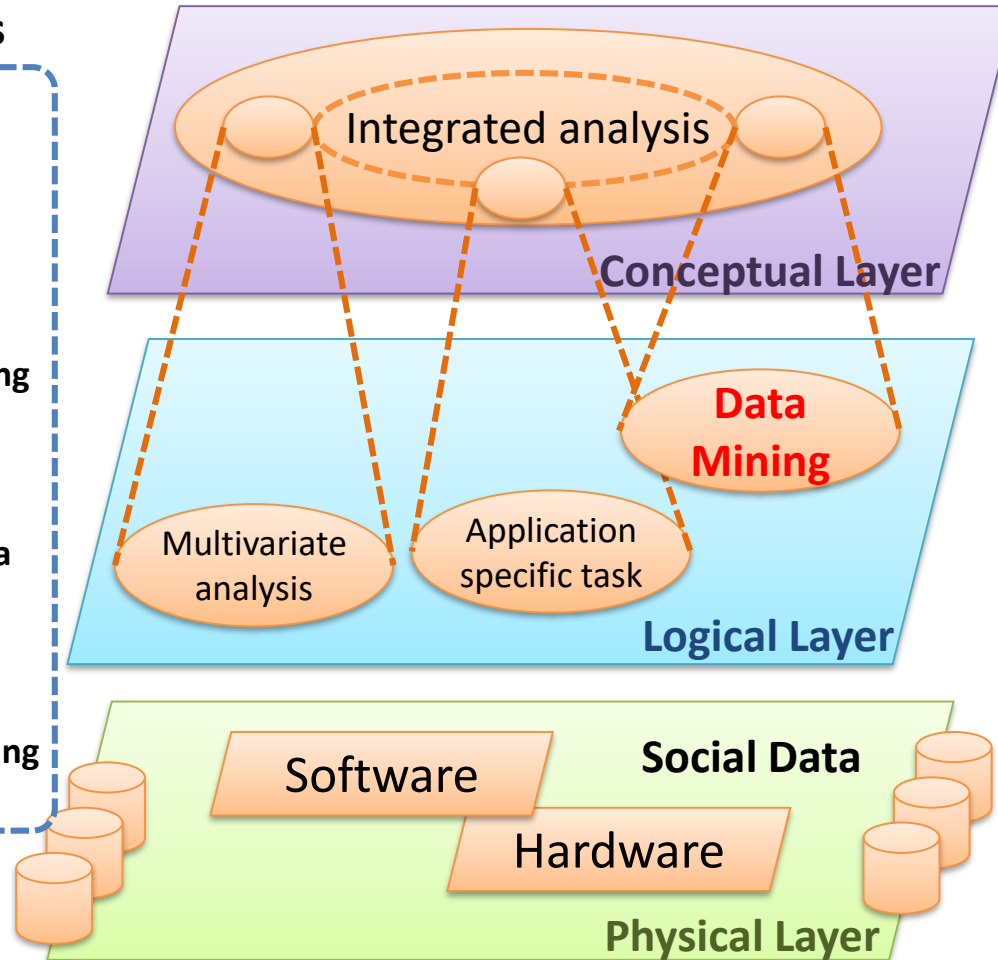 s
Integrated analysis
Conceptual Layer
ng
Data
Mining
Multivariate
analysis
Application
specific task
a
Logical Layer
ng
Social Data
Software
Hardware
Physical Layer